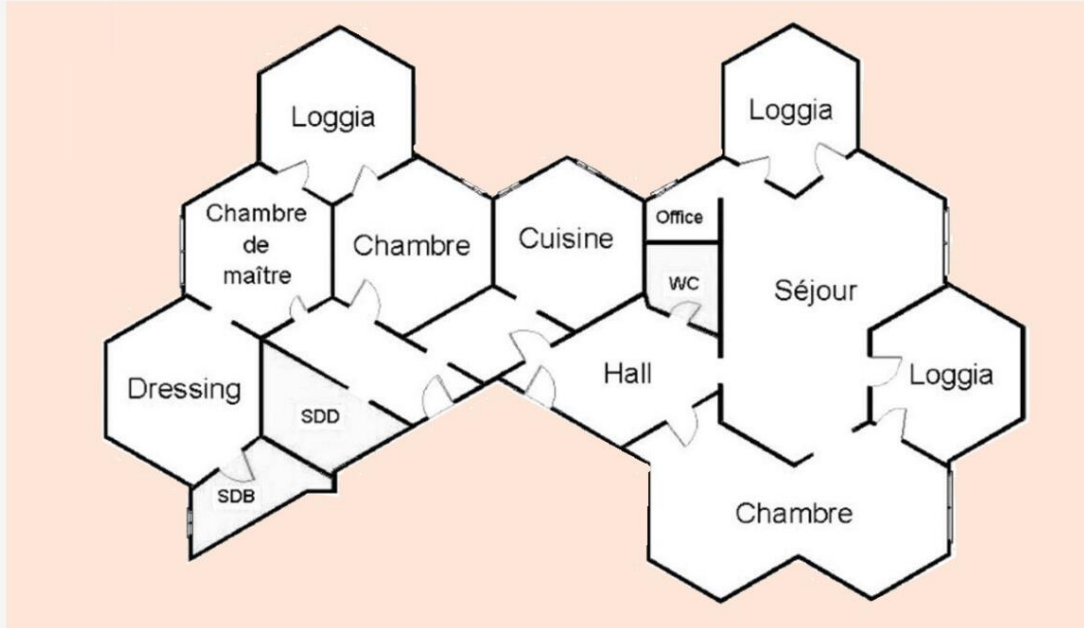 Loggia
Loggia
Chambre
de
maître
Chambre
Cuisine
Office
WC
Séjour
Dressing
Hall
Loggia
SDD
SDB
Chambre